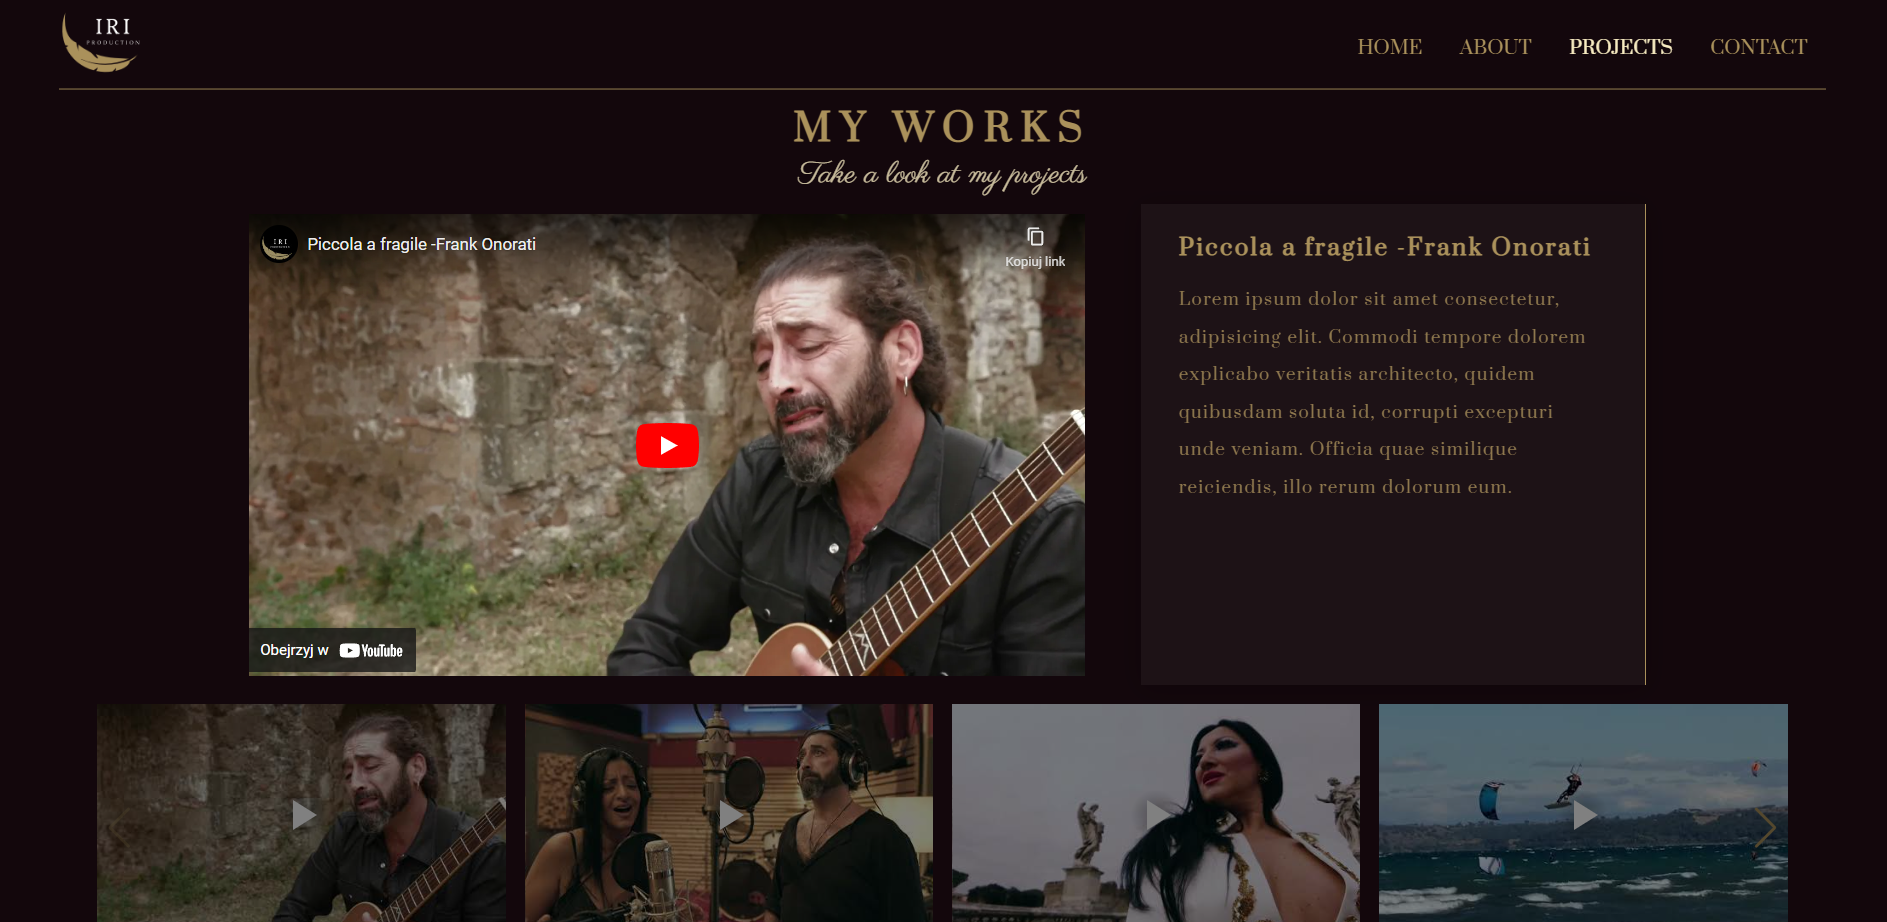 IRI
PRODUCTION
HOME ABOUT PROJECTS CONTACT
MY WORKS
Take a look at my projects
IRI
Piccola a fragile -Frank Onorati
Kopiuj link
Obejrzyj w YouTube
Piccola a fragile -Frank Onorati
Lorem ipsum dolor sit amet consectetur,
adipisicing elit. Commodi tempore dolorem
explicabo veritatis architecto, quidem
quibusdam soluta id, corrupti excepturi
unde veniam. Officia quae similique
reiciendis, illo rerum dolorum eum.